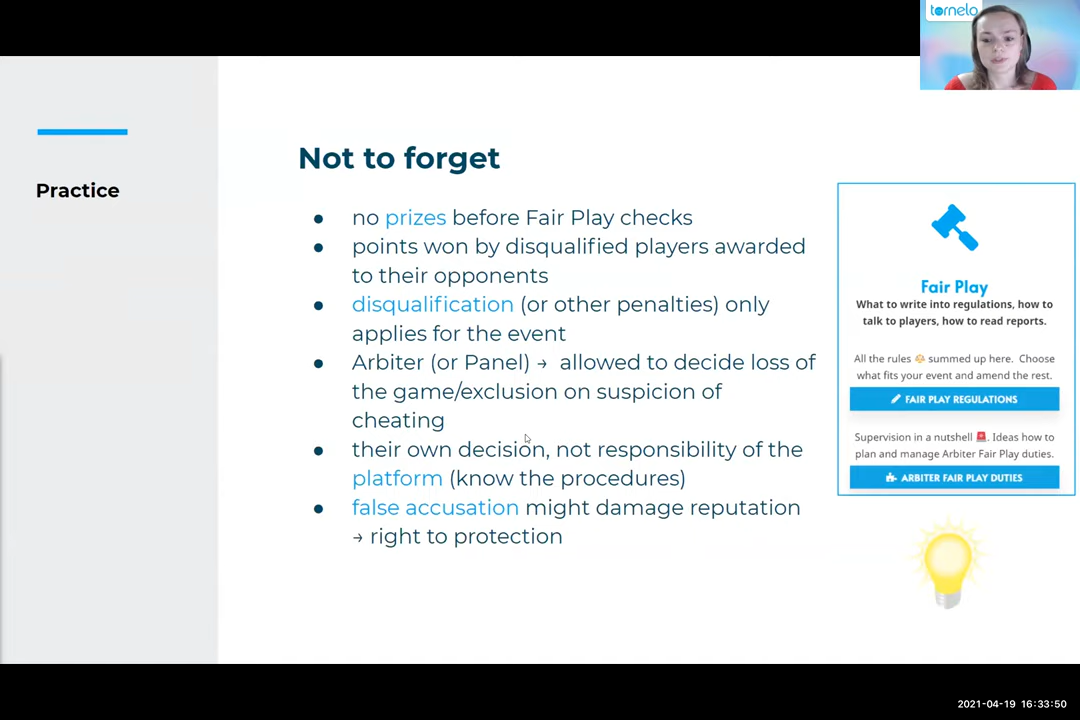 tornelo
Practice
Not to forget
● no prizes before Fair Play checks
● points won by disqualified players awarded
to their opponents
● disqualification (or other penalties) only
applies for the event
● Arbiter (or Panel) → allowed to decide loss of
the game/exclusion on suspicion of
cheating
● their own decision, not responsibility of the
platform (know the procedures)
● false accusation might damage reputation
→ right to protection
Fair Play
What to write into regulations, how to
talk to players, how to read reports.
All the rules ⚖️ summed up here. Choose
what fits your event and amend the rest.
FAIR PLAY REGULATIONS
Supervision in a nutshell 🚨. Ideas how to
plan and manage Arbiter Fair Play duties.
ARBITER FAIR PLAY DUTIES
2021-04-19 16:33:50